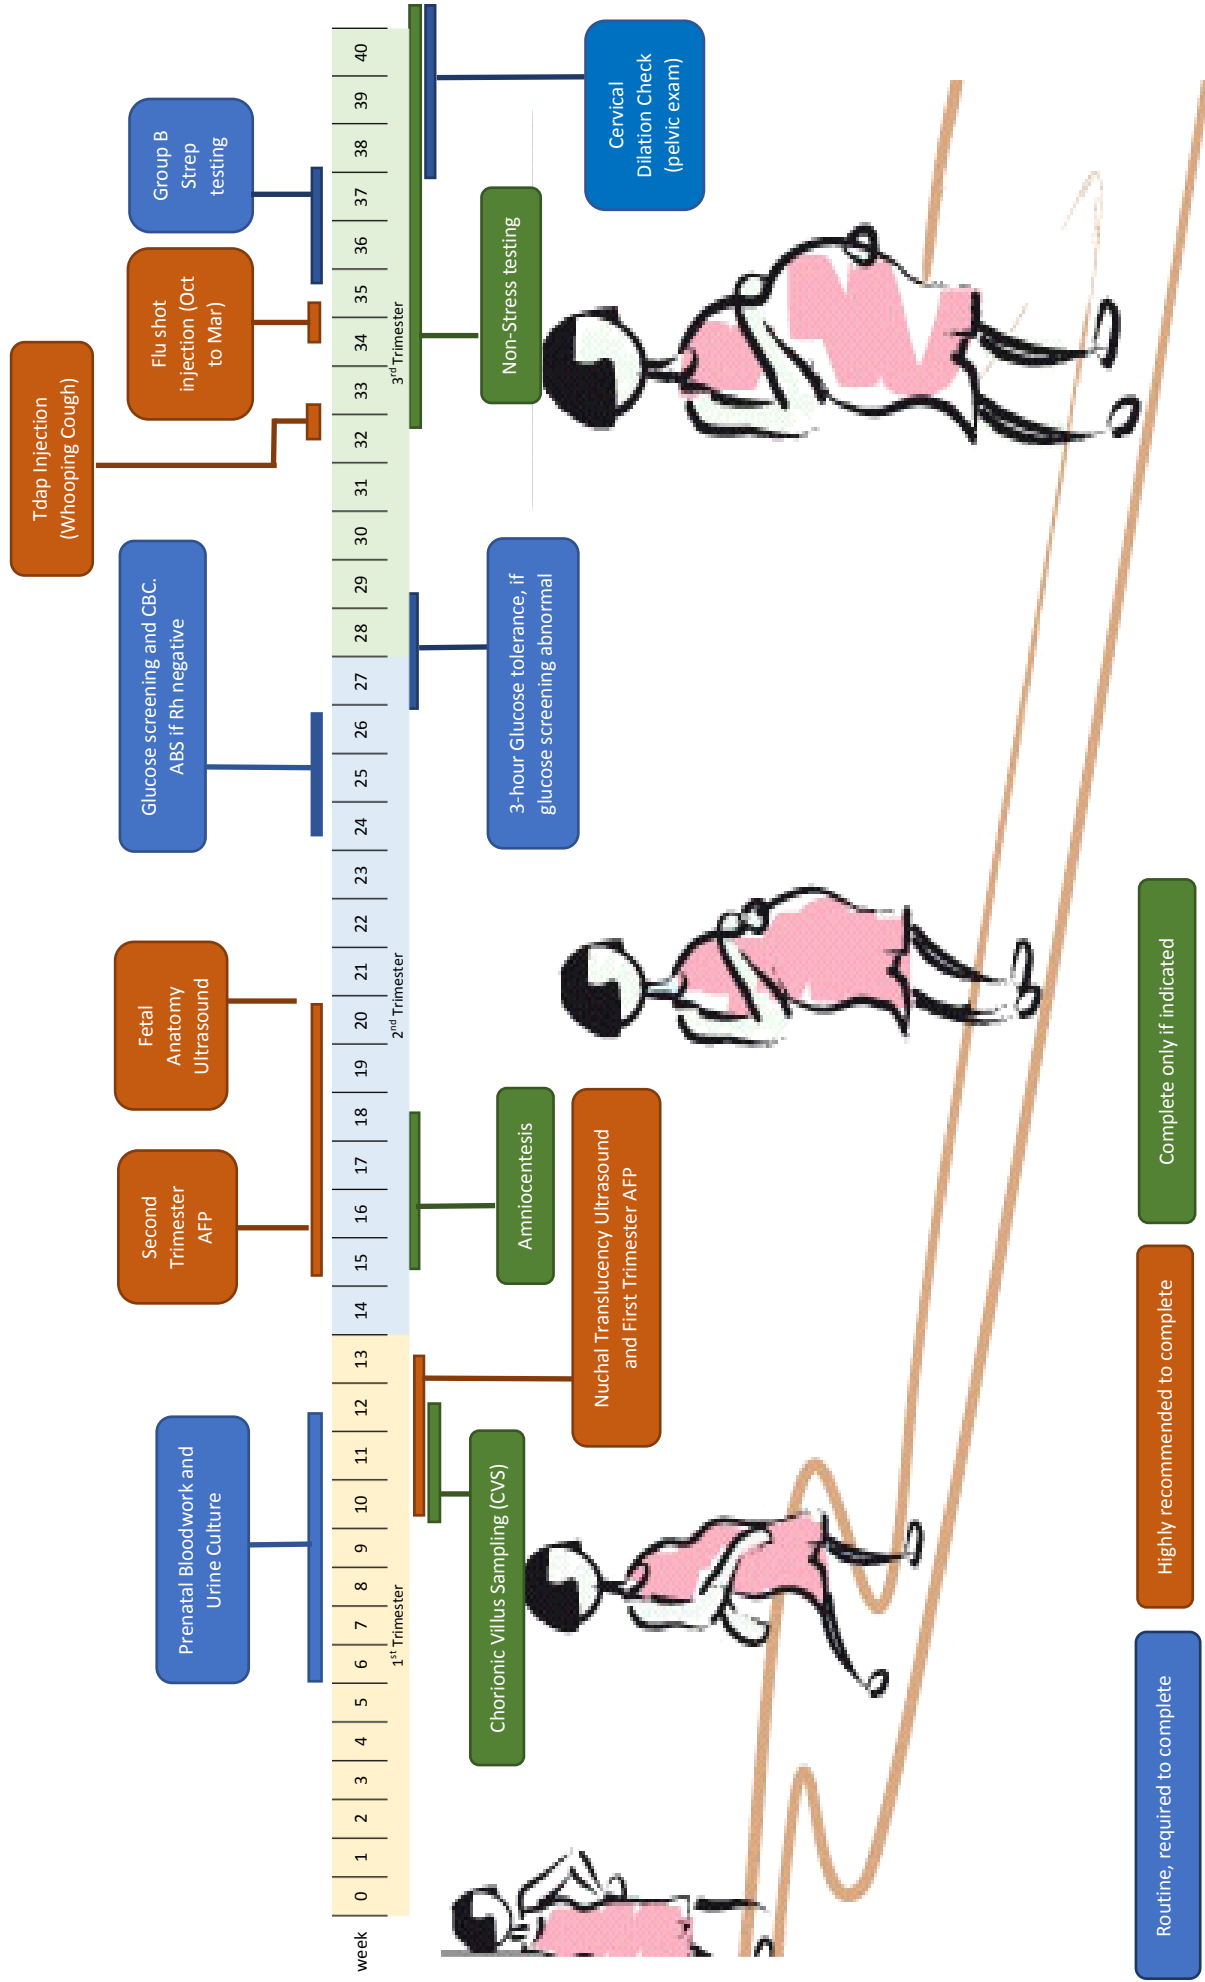 Tdap Injection
(Whooping Cough)
Prenatal Bloodwork and
Urine Culture
Second
Trimester
AFP
Fetal
Anatomy
Ultrasound
Glucose screening and CBC.
ABS if Rh negative
Flu shot
injection (Oct
to Mar)
Group B
Strep
testing
week 0 1 2 3 4 5 6 7 8 9 10 11 12 13 14 15 16 17 18 19 20 21 22 23 24 25 26 27 28 29 30 31 32 33 34 35 36 37 38 39 40
1st Trimester 2nd Trimester 3rd Trimester
Chorionic Villus Sampling (CVS)
Nuchal Translucency Ultrasound
and First Trimester AFP
Amniocentesis
3-hour Glucose tolerance, if
glucose screening abnormal
Non-Stress testing
Cervical
Dilation Check
(pelvic exam)
Routine, required to complete
Highly recommended to complete
Complete only if indicated